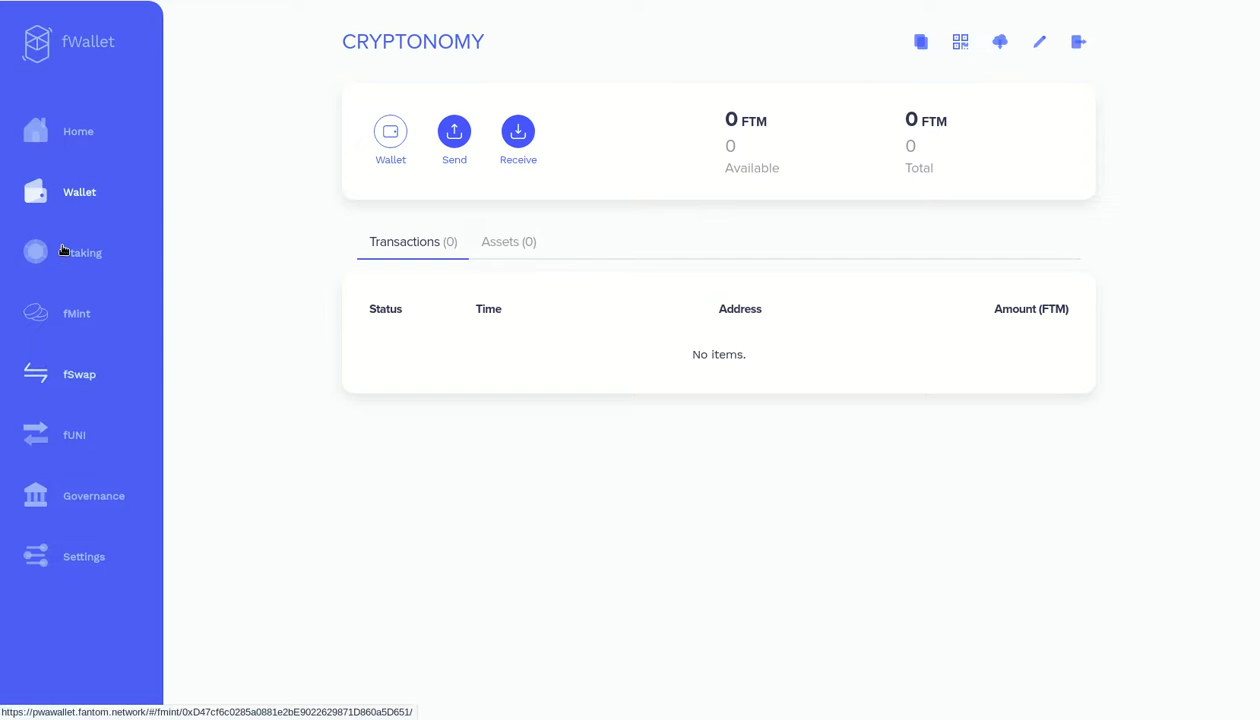 fWallet
CRYPTONOMY
Home
Wallet
taking
fMint
fSwap
fUNI
Governance
Settings
Wallet
Send
Receive
0 FTM
0
Available
0 FTM
0
Total
Transactions (0)
Assets (0)
Status Time Address Amount (FTM)
No items.
https://pwawallet.fantom.network/#/fmint/0xD47cf6c0285a0881e2bE9022629871D860a5D651/